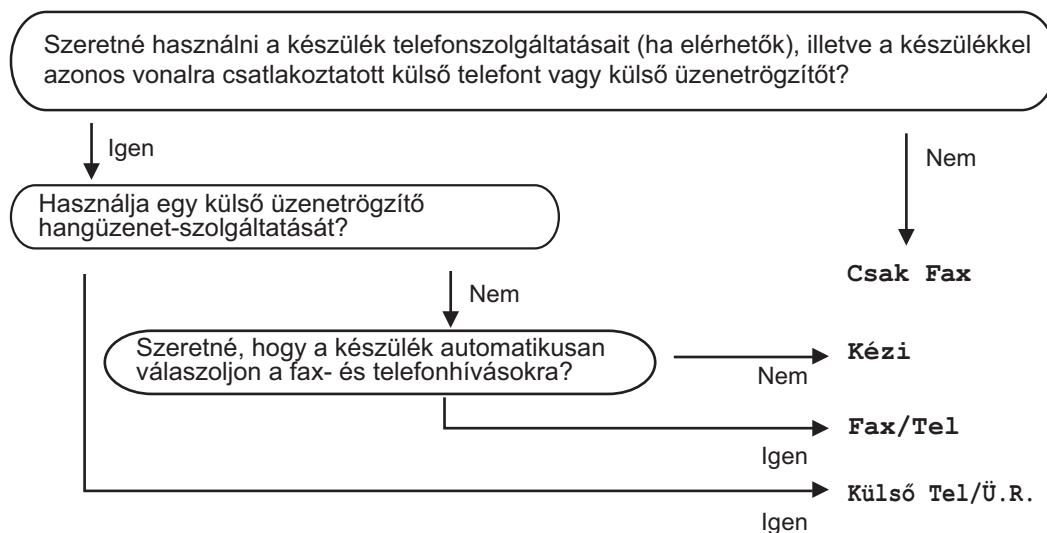 Szeretné használni a készülék telefonszolgáltatásait (ha elérhetők), illetve a készülékkel
azonos vonalra csatlakoztatott külső telefont vagy külső üzenetrögzítőt?
Igen
Nem
Használja egy külső üzenetrögzítő
hangüzenet-szolgáltatását?
Csak Fax
Nem
Szeretné, hogy a készülék automatikusan
válaszoljon a fax- és telefonhívásokra?
Kézi
Nem
Fax/Tel
Igen
Külső Tel/Ü.R.
Igen